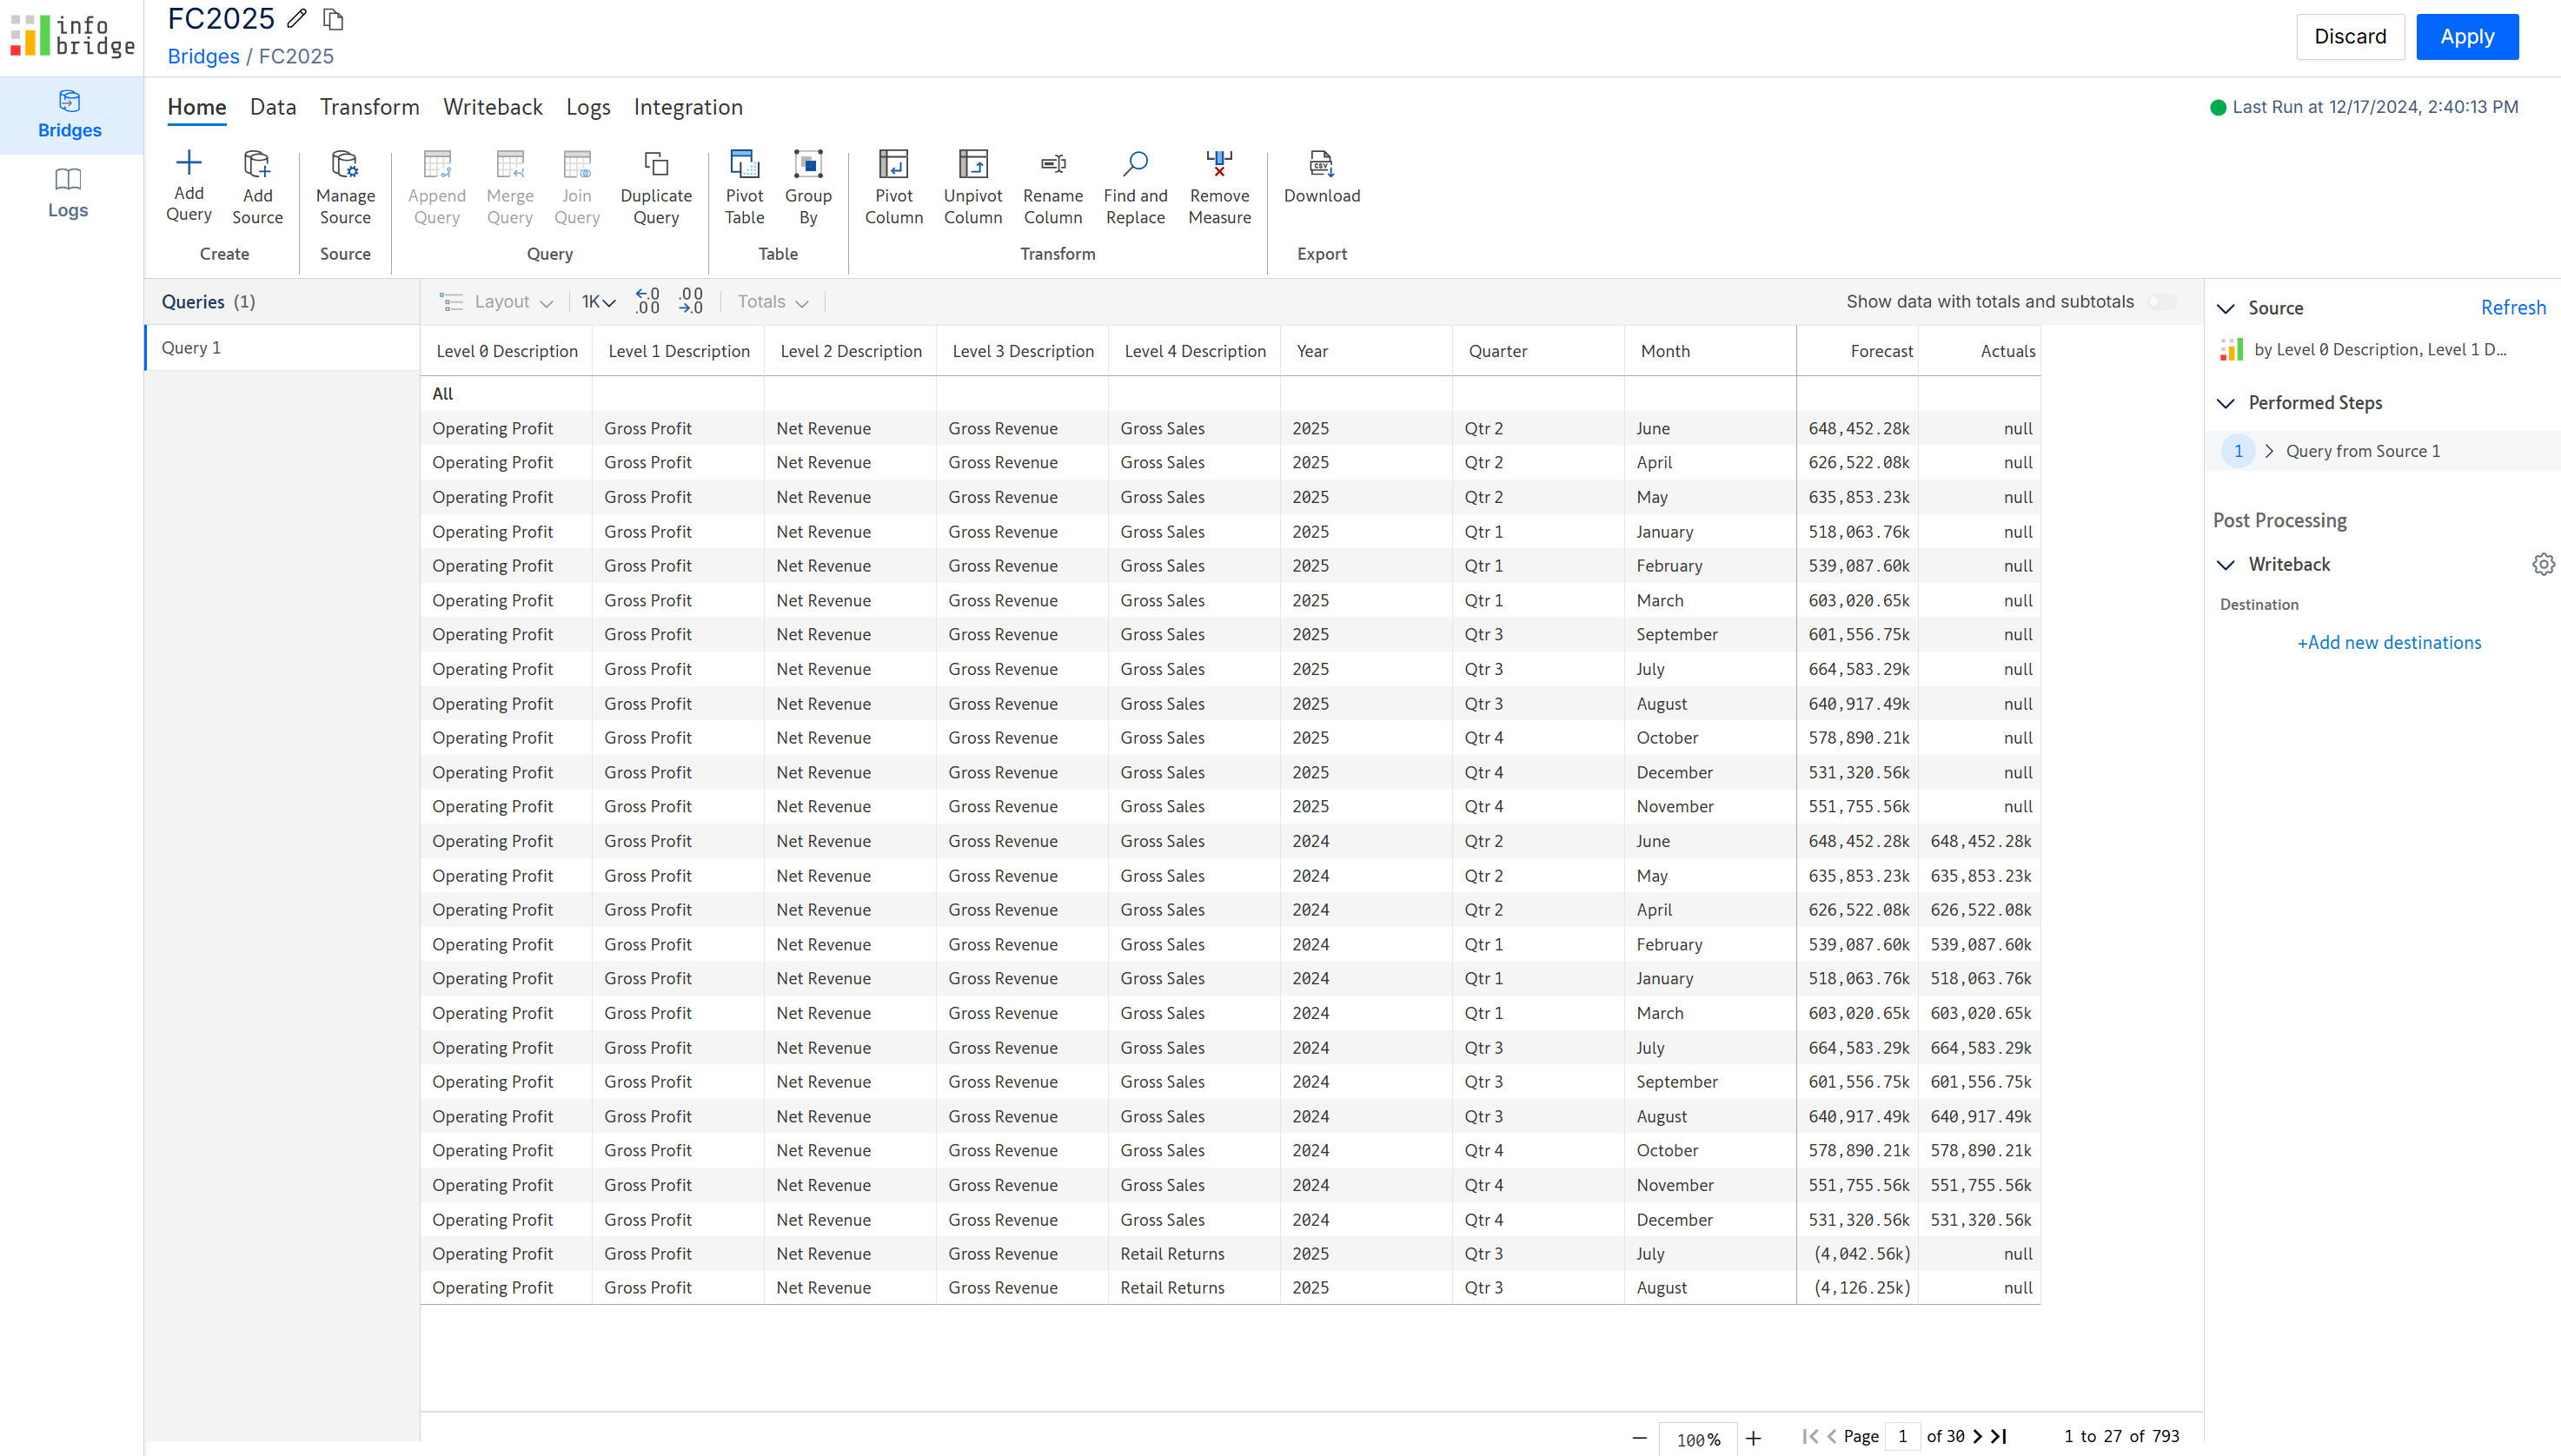 info
bridge
FC2025
Bridges / FC2025
Discard
Apply
Bridges
Logs
Home Data Transform Writeback Logs Integration
Last Run at 12/17/2024, 2:40:13 PM
Add Query
Add Source
Manage Source
Append Query
Merge Query
Join Query
Duplicate Query
Pivot Table
Group By
Pivot Column
Unpivot Column
Rename Column
Find and Replace
Remove Measure
CSV
Download
Create Source Query Table Transform Export
Queries (1)
Query 1
Layout 1K ←.0 .00 .00 →.0 Totals
Show data with totals and subtotals
Level 0 Description Level 1 Description Level 2 Description Level 3 Description Level 4 Description Year Quarter Month Forecast Actuals
All
Operating Profit Gross Profit Net Revenue Gross Revenue Gross Sales 2025 Qtr 2 June 648,452.28k null
Operating Profit Gross Profit Net Revenue Gross Revenue Gross Sales 2025 Qtr 2 April 626,522.08k null
Operating Profit Gross Profit Net Revenue Gross Revenue Gross Sales 2025 Qtr 2 May 635,853.23k null
Operating Profit Gross Profit Net Revenue Gross Revenue Gross Sales 2025 Qtr 1 January 518,063.76k null
Operating Profit Gross Profit Net Revenue Gross Revenue Gross Sales 2025 Qtr 1 February 539,087.60k null
Operating Profit Gross Profit Net Revenue Gross Revenue Gross Sales 2025 Qtr 1 March 603,020.65k null
Operating Profit Gross Profit Net Revenue Gross Revenue Gross Sales 2025 Qtr 3 September 601,556.75k null
Operating Profit Gross Profit Net Revenue Gross Revenue Gross Sales 2025 Qtr 3 July 664,583.29k null
Operating Profit Gross Profit Net Revenue Gross Revenue Gross Sales 2025 Qtr 3 August 640,917.49k null
Operating Profit Gross Profit Net Revenue Gross Revenue Gross Sales 2025 Qtr 4 October 578,890.21k null
Operating Profit Gross Profit Net Revenue Gross Revenue Gross Sales 2025 Qtr 4 December 531,320.56k null
Operating Profit Gross Profit Net Revenue Gross Revenue Gross Sales 2025 Qtr 4 November 551,755.56k null
Operating Profit Gross Profit Net Revenue Gross Revenue Gross Sales 2024 Qtr 2 June 648,452.28k 648,452.28k
Operating Profit Gross Profit Net Revenue Gross Revenue Gross Sales 2024 Qtr 2 May 635,853.23k 635,853.23k
Operating Profit Gross Profit Net Revenue Gross Revenue Gross Sales 2024 Qtr 2 April 626,522.08k 626,522.08k
Operating Profit Gross Profit Net Revenue Gross Revenue Gross Sales 2024 Qtr 1 February 539,087.60k 539,087.60k
Operating Profit Gross Profit Net Revenue Gross Revenue Gross Sales 2024 Qtr 1 January 518,063.76k 518,063.76k
Operating Profit Gross Profit Net Revenue Gross Revenue Gross Sales 2024 Qtr 1 March 603,020.65k 603,020.65k
Operating Profit Gross Profit Net Revenue Gross Revenue Gross Sales 2024 Qtr 3 July 664,583.29k 664,583.29k
Operating Profit Gross Profit Net Revenue Gross Revenue Gross Sales 2024 Qtr 3 September 601,556.75k 601,556.75k
Operating Profit Gross Profit Net Revenue Gross Revenue Gross Sales 2024 Qtr 3 August 640,917.49k 640,917.49k
Operating Profit Gross Profit Net Revenue Gross Revenue Gross Sales 2024 Qtr 4 October 578,890.21k 578,890.21k
Operating Profit Gross Profit Net Revenue Gross Revenue Gross Sales 2024 Qtr 4 November 551,755.56k 551,755.56k
Operating Profit Gross Profit Net Revenue Gross Revenue Gross Sales 2024 Qtr 4 December 531,320.56k 531,320.56k
Operating Profit Gross Profit Net Revenue Gross Revenue Retail Returns 2025 Qtr 3 July (4,042.56k) null
Operating Profit Gross Profit Net Revenue Gross Revenue Retail Returns 2025 Qtr 3 August (4,126.25k) null
100% Page 1 of 30 1 to 27 of 793
Source Refresh
by Level 0 Description, Level 1 D...
Performed Steps
1 Query from Source 1
Post Processing
Writeback
Destination
+Add new destinations